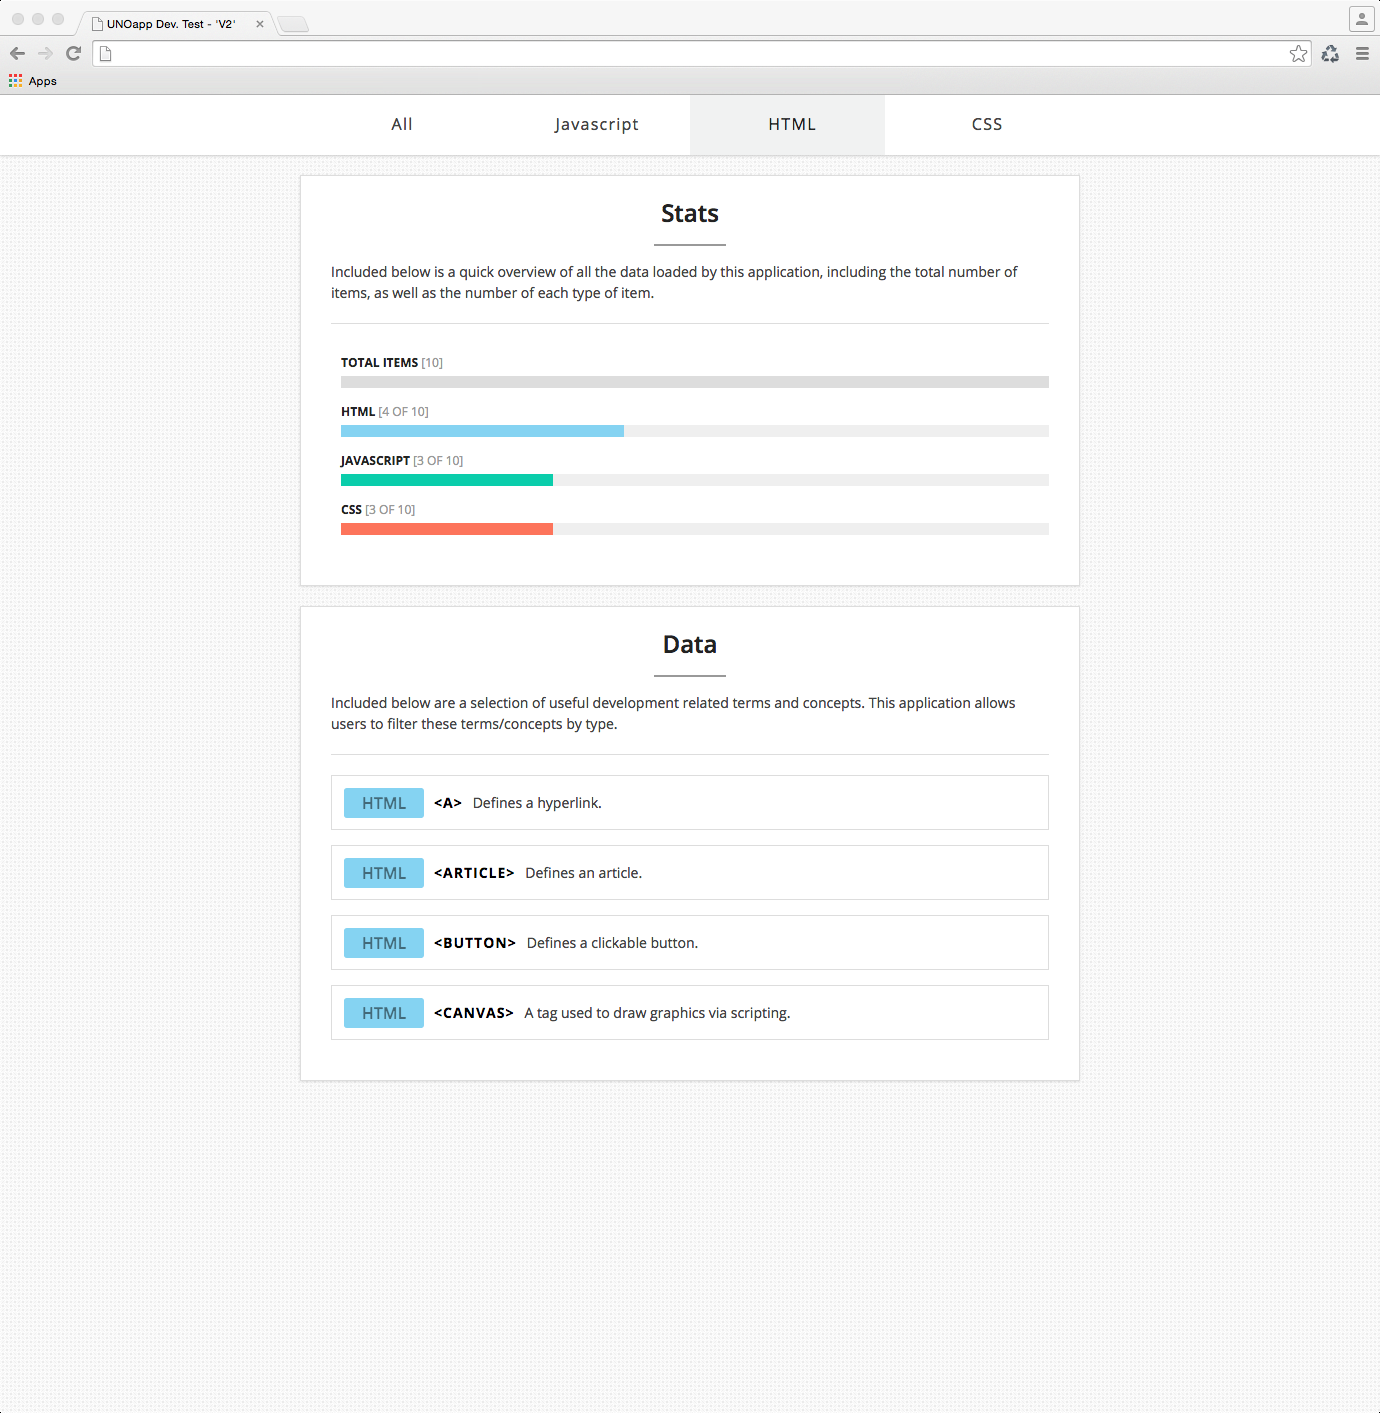 UNOapp Dev. Test - 'V2'
Apps
All
Javascript
HTML
CSS
Stats
Included below is a quick overview of all the data loaded by this application, including the total number of
items, as well as the number of each type of item.
TOTAL ITEMS [10]
HTML [4 OF 10]
JAVASCRIPT [3 OF 10]
CSS [3 OF 10]
Data
Included below are a selection of useful development related terms and concepts. This application allows
users to filter these terms/concepts by type.
HTML <A> Defines a hyperlink.
HTML <ARTICLE> Defines an article.
HTML <BUTTON> Defines a clickable button.
HTML <CANVAS> A tag used to draw graphics via scripting.